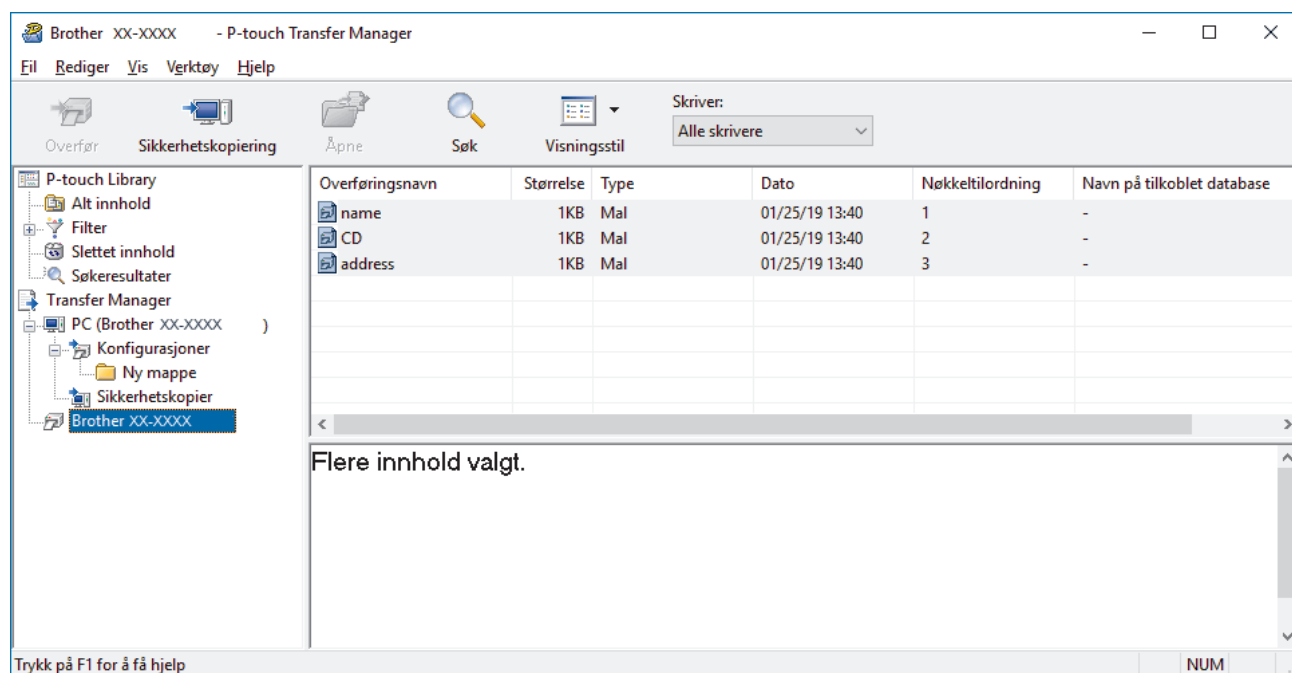 Brother XX-XXXX - P-touch Transfer Manager
Fil Rediger Vis Verktøy Hjelp
Overfør Sikkerhetskopiering Åpne Søk Visningsstil Skriver:
Alle skrivere
P-touch Library
Alt innhold
Filter
Slettet innhold
Søkeresultater
Transfer Manager
PC (Brother XX-XXXX )
Konfigurasjoner
Ny mappe
Sikkerhetskopier
Brother XX-XXXX
Overføringsnavn Størrelse Type Dato Nøkkeltilordning Navn på tilkoblet database
name 1KB Mal 01/25/19 13:40 1 -
CD 1KB Mal 01/25/19 13:40 2 -
address 1KB Mal 01/25/19 13:40 3 -
Flere innhold valgt.
Trykk på F1 for å få hjelp NUM